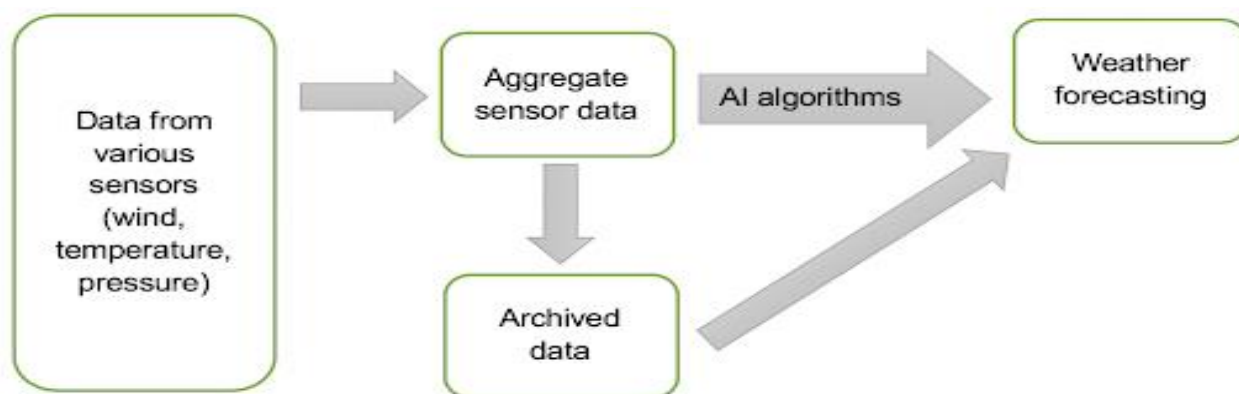 Data from
various
sensors
(wind,
temperature,
pressure)
Aggregate
sensor data
AI algorithms
Weather
forecasting
Archived
data